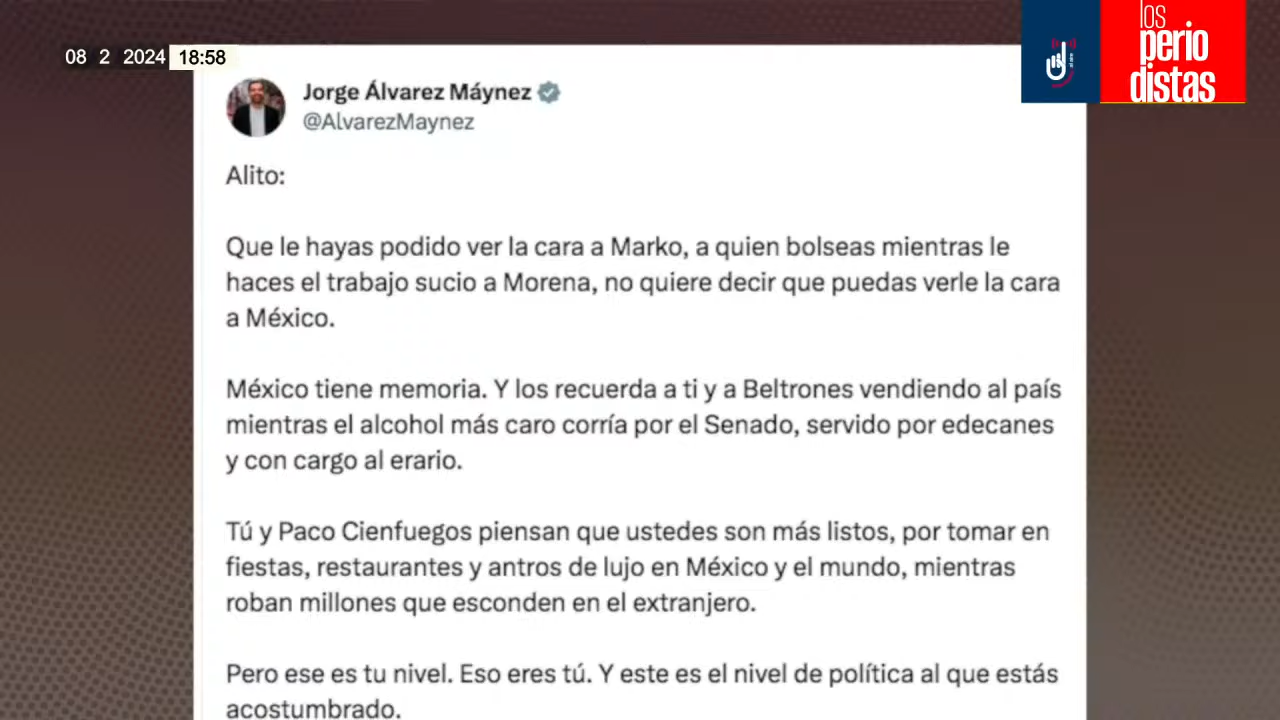 08 2 2024 18:58
los
perio
distas
Jorge Álvarez Máynez
@AlvarezMaynez
Alito:
Que le hayas podido ver la cara a Marko, a quien bolseas mientras le
haces el trabajo sucio a Morena, no quiere decir que puedas verle la cara
a México.
México tiene memoria. Y los recuerda a ti y a Beltrones vendiendo al país
mientras el alcohol más caro corría por el Senado, servido por edecanes
y con cargo al erario.
Tú y Paco Cienfuegos piensan que ustedes son más listos, por tomar en
fiestas, restaurantes y antros de lujo en México y el mundo, mientras
roban millones que esconden en el extranjero.
Pero ese es tu nivel. Eso eres tú. Y este es el nivel de política al que estás
acostumbrado.